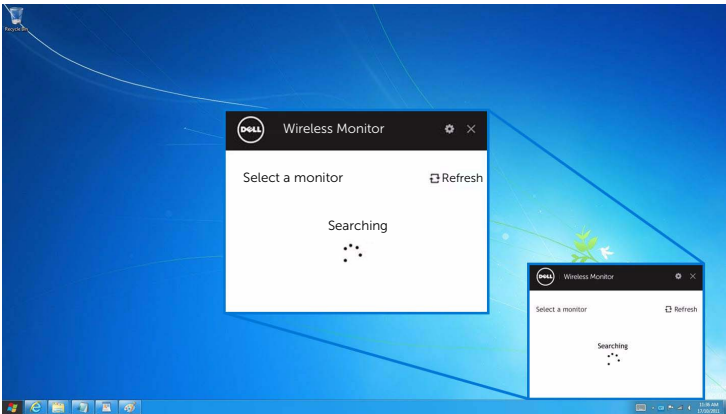 Recycle Bin
DELL
Wireless Monitor
Select a monitor
Refresh
Searching
DELL
Wireless Monitor
Select a monitor
Refresh
Searching